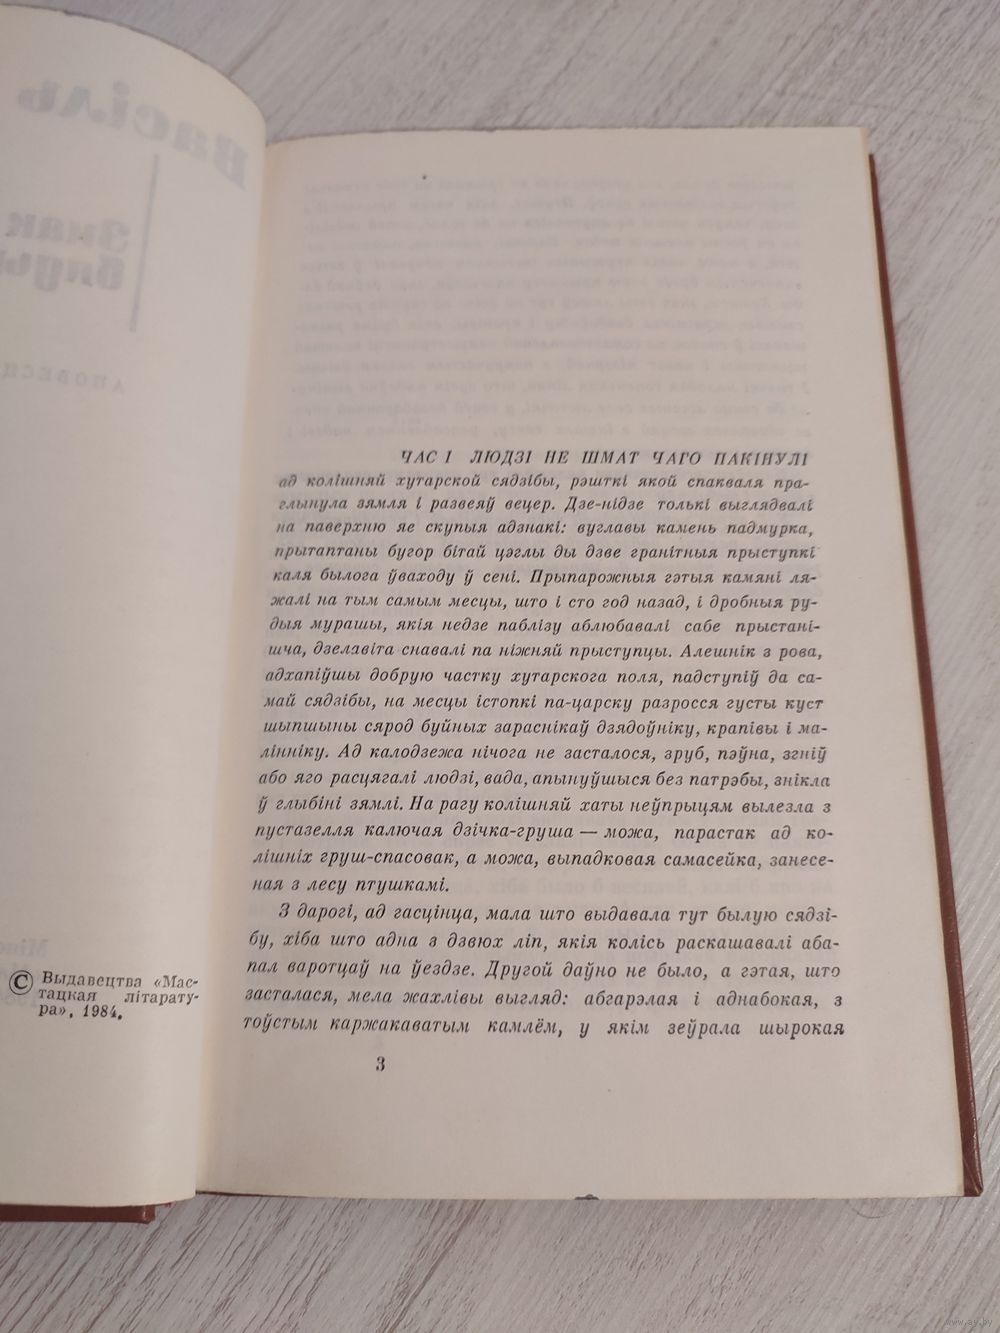 © Выдавецтва «Мас-
тацкая літарату-
ра», 1984.
ЧАС І ЛЮДЗІ НЕ ШМАТ ЧАГО ПАКІНУЛІ
ад колішняй хутарской сядзібы, рэшткі якой спакваля пра-
глынула зямля і развеяў вецер. Дзе-нідзе толькі выглядвалі
на паверхню яе скупыя адзнакі: вуглавы камень падмурка,
прытаптаны бугор бітай цэглы ды дзве гранітныя прыступкі
каля былога ўваходу ў сені. Прыпарожныя гэтыя камяні ля-
жалі на тым самым месцы, што і сто год назад, і дробныя ру-
дыя мурашы, якія недзе паблізу аблюбавалі сабе прыстані-
шча, дзелавіта снавалі па ніжняй прыступцы. Алешнік з рова,
адхапіўшы добрую частку хутарскога поля, падступіў да са-
май сядзібы, на месцы істопкі па-царску разросся густы куст
шыпшыны сярод буйных зараснікаў дзядоўніку, крапівы і ма-
лінніку. Ад калодзежа нічога не засталося, зруб, пэўна, згніў
або яго расцягалі людзі, вада, апынуўшыся без патрэбы, знікла
ў глыбіні зямлі. На рагу колішняй хаты неўпрыцям вылезла з
пустазелля калючая дзічка-груша — можа, парастак ад ко-
лішніх груш-спасовак, а можа, выпадковая самасейка, занесе-
ная з лесу птушкамі.
З дарогі, ад гасцінца, мала што выдавала тут былую сядзі-
бу, хіба што адна з дзвюх ліп, якія колісь раскашавалі аба-
пал варотцаў на ўездзе. Другой даўно не было, а гэтая, што
засталася, мела жахлівы выгляд: абгарэлая і аднабокая, з
тоўстым каржакаватым камлём, у якім зеўрала шырокая
3
www.ay.by